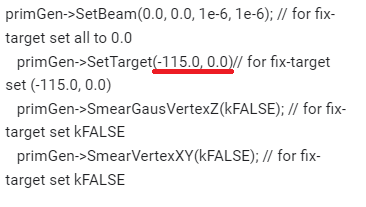 primGen->SetBeam(0.0, 0.0, 1e-6, 1e-6); // for fix-
target set all to 0.0
primGen->SetTarget(-115.0, 0.0)// for fix-target
set (-115.0, 0.0)
primGen->SmearGausVertexZ(kFALSE); // for fix-
target set kFALSE
primGen->SmearVertexXY(kFALSE); // for fix-
target set kFALSE